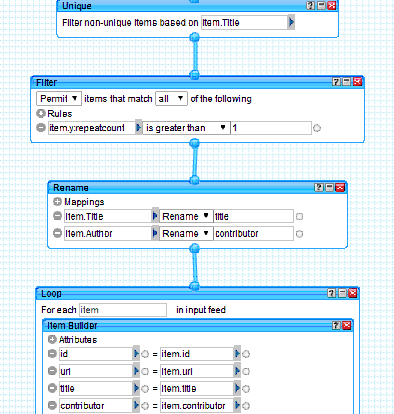 Unique
Filter non-unique items based on item.Title
Filter
Permit items that match all of the following
Rules
item.y:repeatcount is greater than 1
Rename
Mappings
item.Title Rename title
item.Author Rename contributor
Loop
For each item in input feed
Item Builder
Attributes
id = item.id
url = item.url
title = item.title
contributor = item.contributor